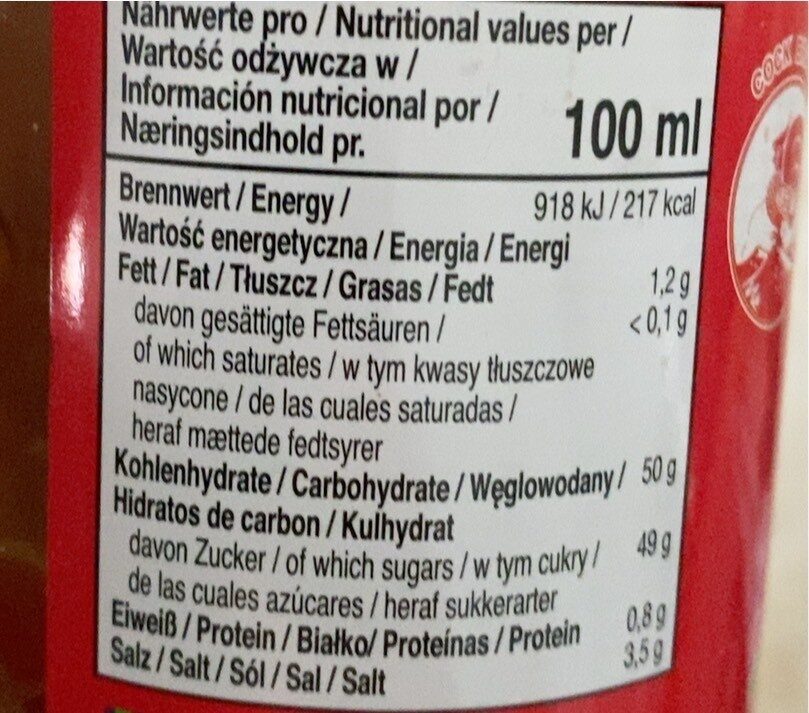 Nährwerte pro / Nutritional values per /
Wartość odżywcza w /
Información nutricional por /
Næringsindhold pr.
100 ml
Brennwert / Energy / 918 kJ / 217 kcal
Wartość energetyczna / Energia / Energi
Fett / Fat / Tłuszcz / Grasas / Fedt 1,2 g
davon gesättigte Fettsäuren / < 0,1 g
of which saturates / w tym kwasy tłuszczowe
nasycone / de las cuales saturadas /
heraf mættede fedtsyrer
Kohlenhydrate / Carbohydrate / Węglowodany / 50 g
Hidratos de carbon / Kulhydrat
davon Zucker / of which sugars / w tym cukry / 49 g
de las cuales azúcares / heraf sukkerarter
Eiweiß / Protein / Białko/ Proteínas / Protein 0,8 g
Salz / Salt / Sól / Sal / Salt 3,5 g
COCK